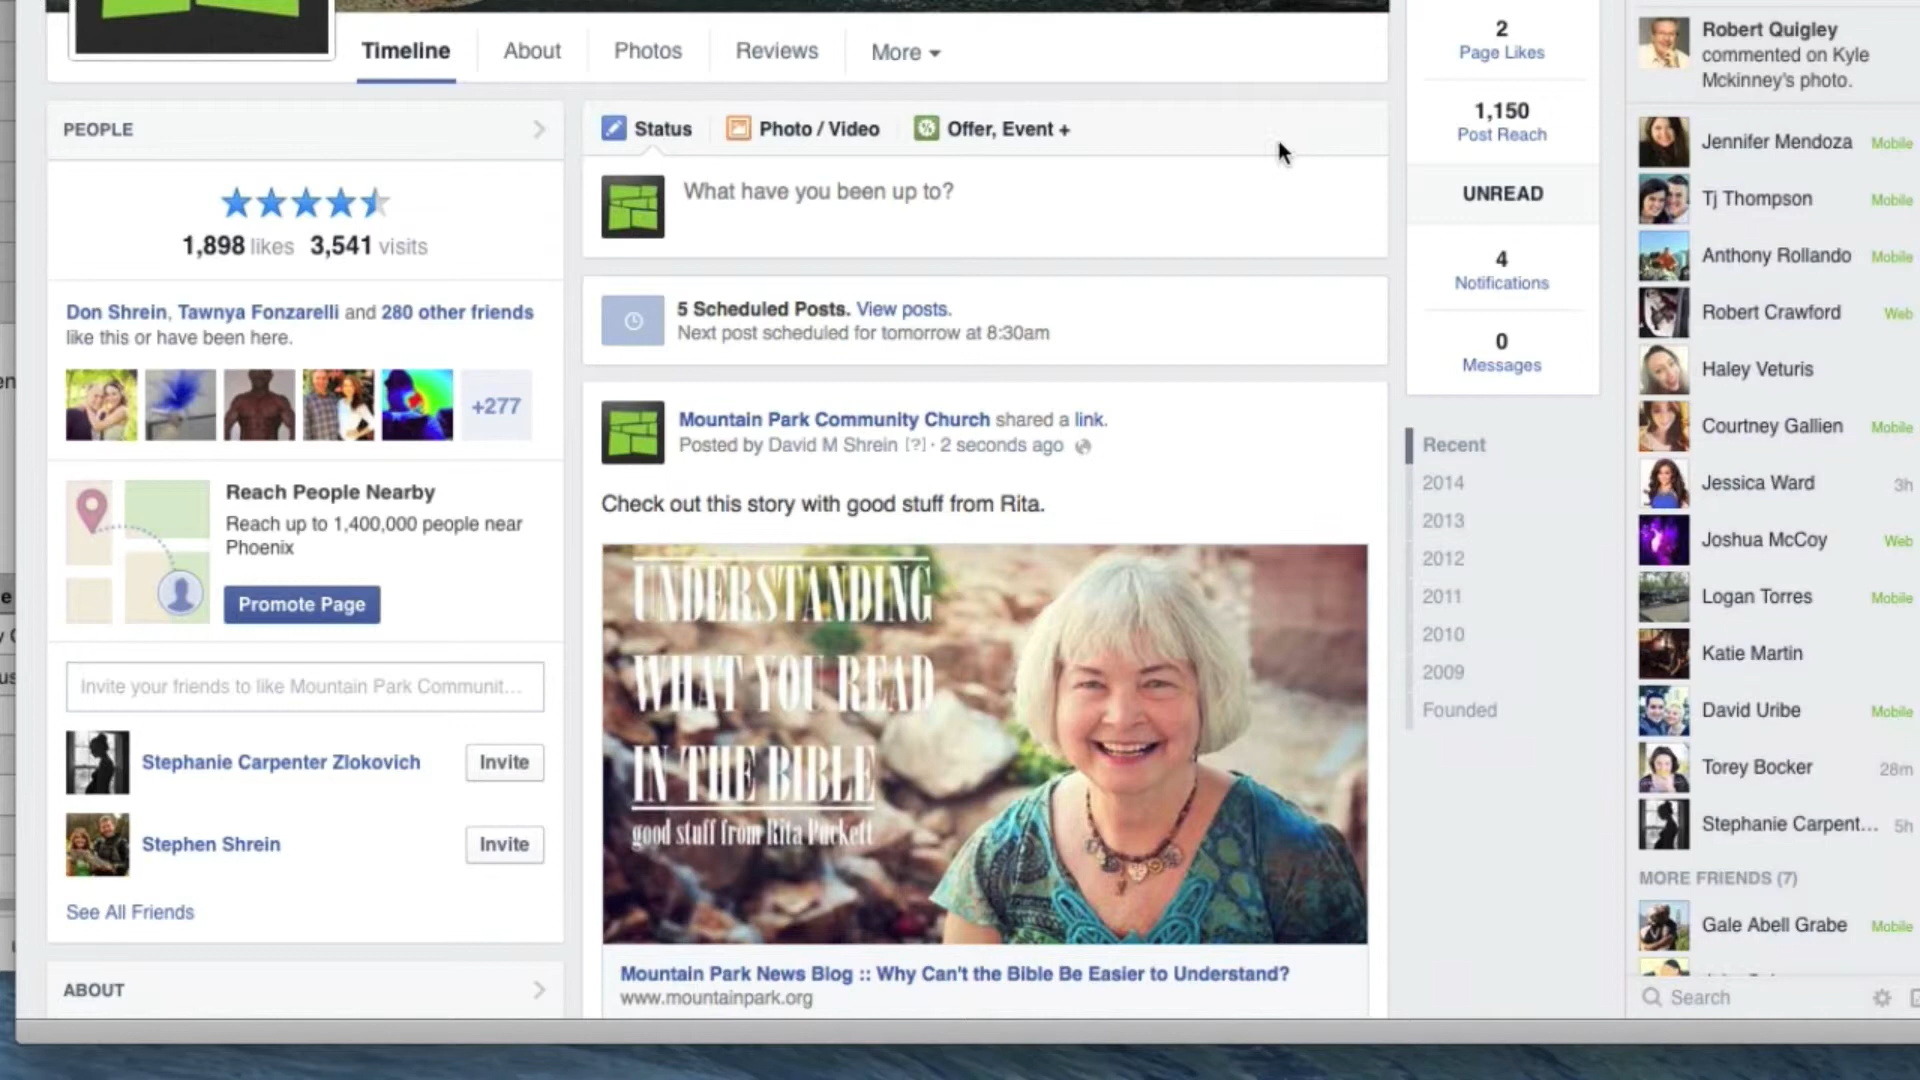 Timeline
About
Photos
Reviews
More
PEOPLE
1,898 likes 3,541 visits
Don Shrein, Tawnya Fonzarelli and 280 other friends
like this or have been here.
+277
Reach People Nearby
Reach up to 1,400,000 people near
Phoenix
Promote Page
Invite your friends to like Mountain Park Communit...
Stephanie Carpenter Zlokovich
Invite
Stephen Shrein
Invite
See All Friends
ABOUT
Status
Photo / Video
Offer, Event +
What have you been up to?
5 Scheduled Posts. View posts.
Next post scheduled for tomorrow at 8:30am
Mountain Park Community Church shared a link.
Posted by David M Shrein [?] · 2 seconds ago
Check out this story with good stuff from Rita.
UNDERSTANDING
WHAT YOU READ
IN THE BIBLE
good stuff from Rita Puckett
Mountain Park News Blog :: Why Can't the Bible Be Easier to Understand?
www.mountainpark.org
2
Page Likes
1,150
Post Reach
UNREAD
4
Notifications
0
Messages
Recent
2014
2013
2012
2011
2010
2009
Founded
Robert Quigley
commented on Kyle
Mckinney's photo.
Jennifer Mendoza Mobile
Tj Thompson Mobile
Anthony Rollando Mobile
Robert Crawford Web
Haley Veturis
Courtney Gallien Mobile
Jessica Ward 3h
Joshua McCoy Web
Logan Torres Mobile
Katie Martin
David Uribe Mobile
Torey Bocker 28m
Stephanie Carpent... 5h
MORE FRIENDS (7)
Gale Abell Grabe Mobile
Search